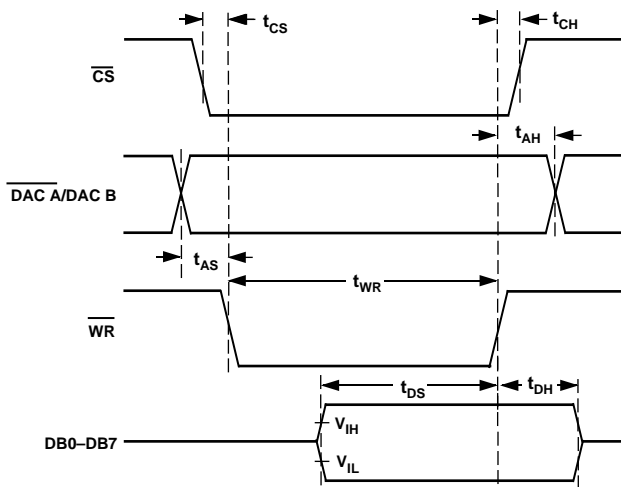 tCS
tCH
CS
tAH
DAC A/DAC B
tAS
tWR
WR
tDS
tDH
VIH
DB0–DB7
VIL